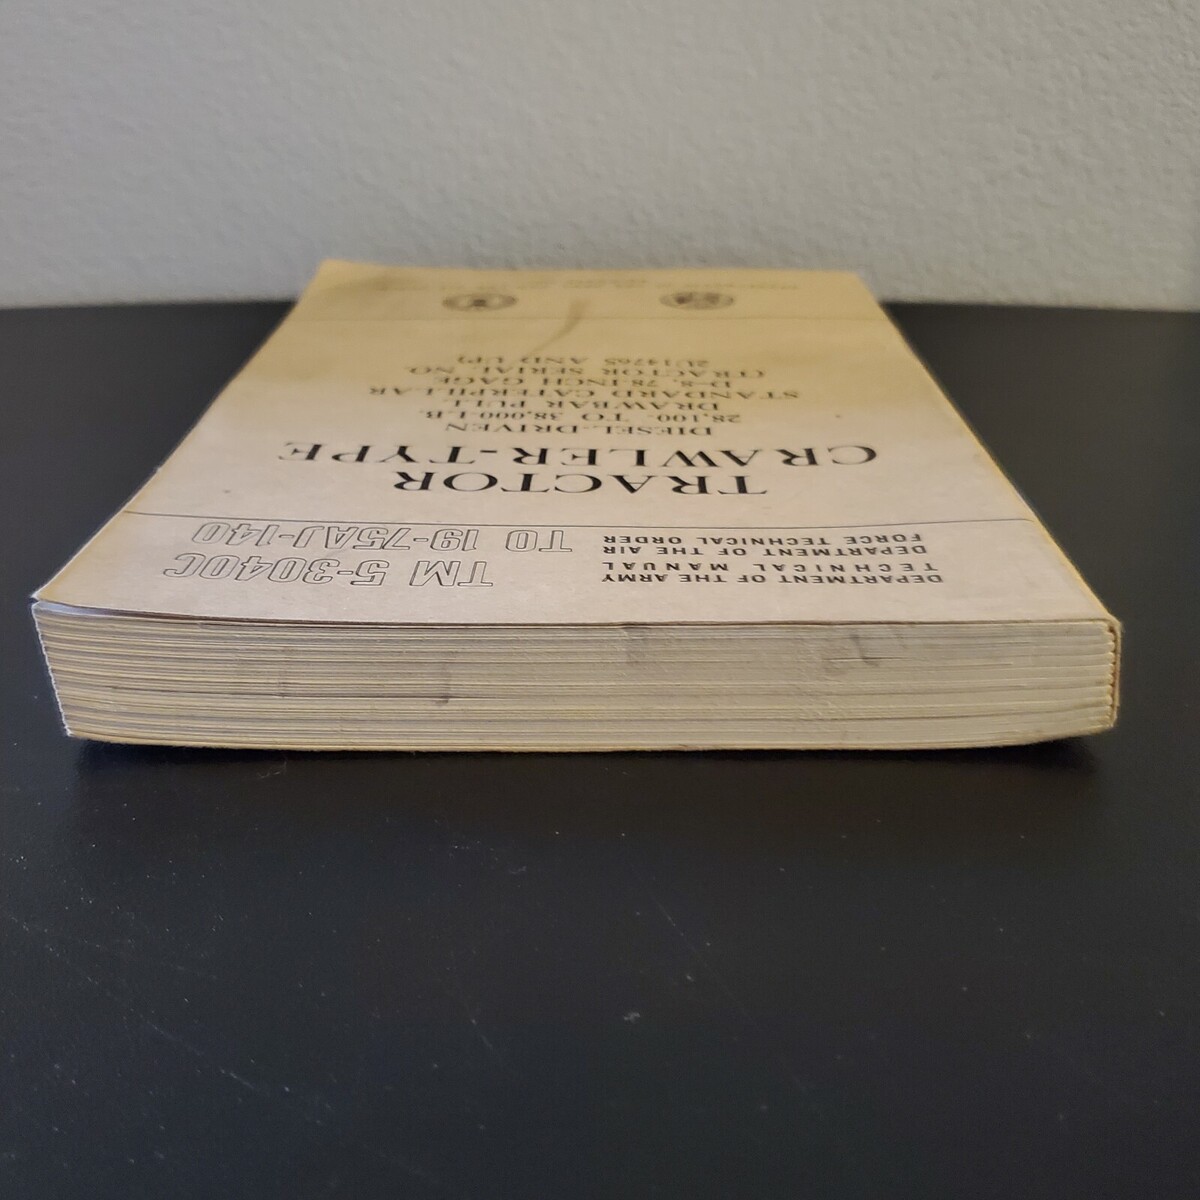 DEPARTMENT OF THE ARMY
TECHNICAL MANUAL
DEPARTMENT OF THE AIR
FORCE TECHNICAL ORDER
TM 5-3040C
TO 19-75AJ-140
TRACTOR
CRAWLER-TYPE
DIESEL-DRIVEN
28,100- TO 38,000-LB.
DRAWBAR PULL
STANDARD CATERPILLAR
D-8, 78-INCH GAGE
(TRACTOR SERIAL NO.
2U14765 AND UP)